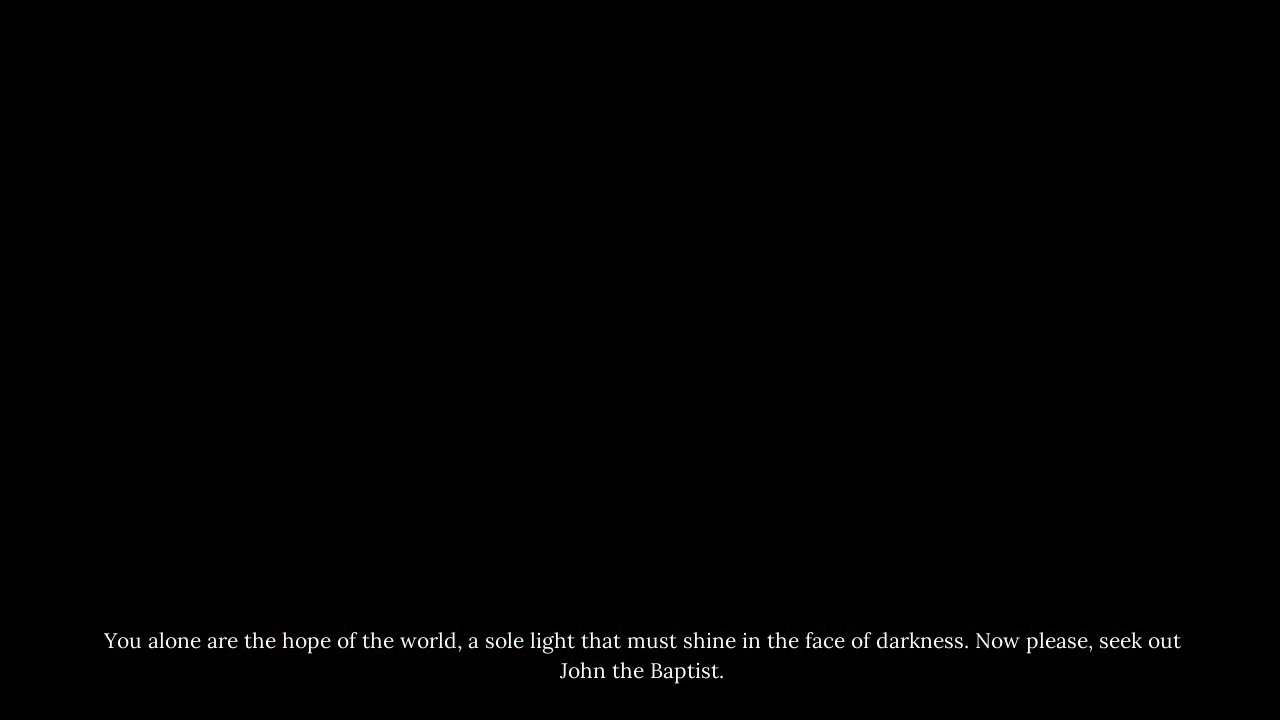 You alone are the hope of the world, a sole light that must shine in the face of darkness. Now please, seek out
John the Baptist.